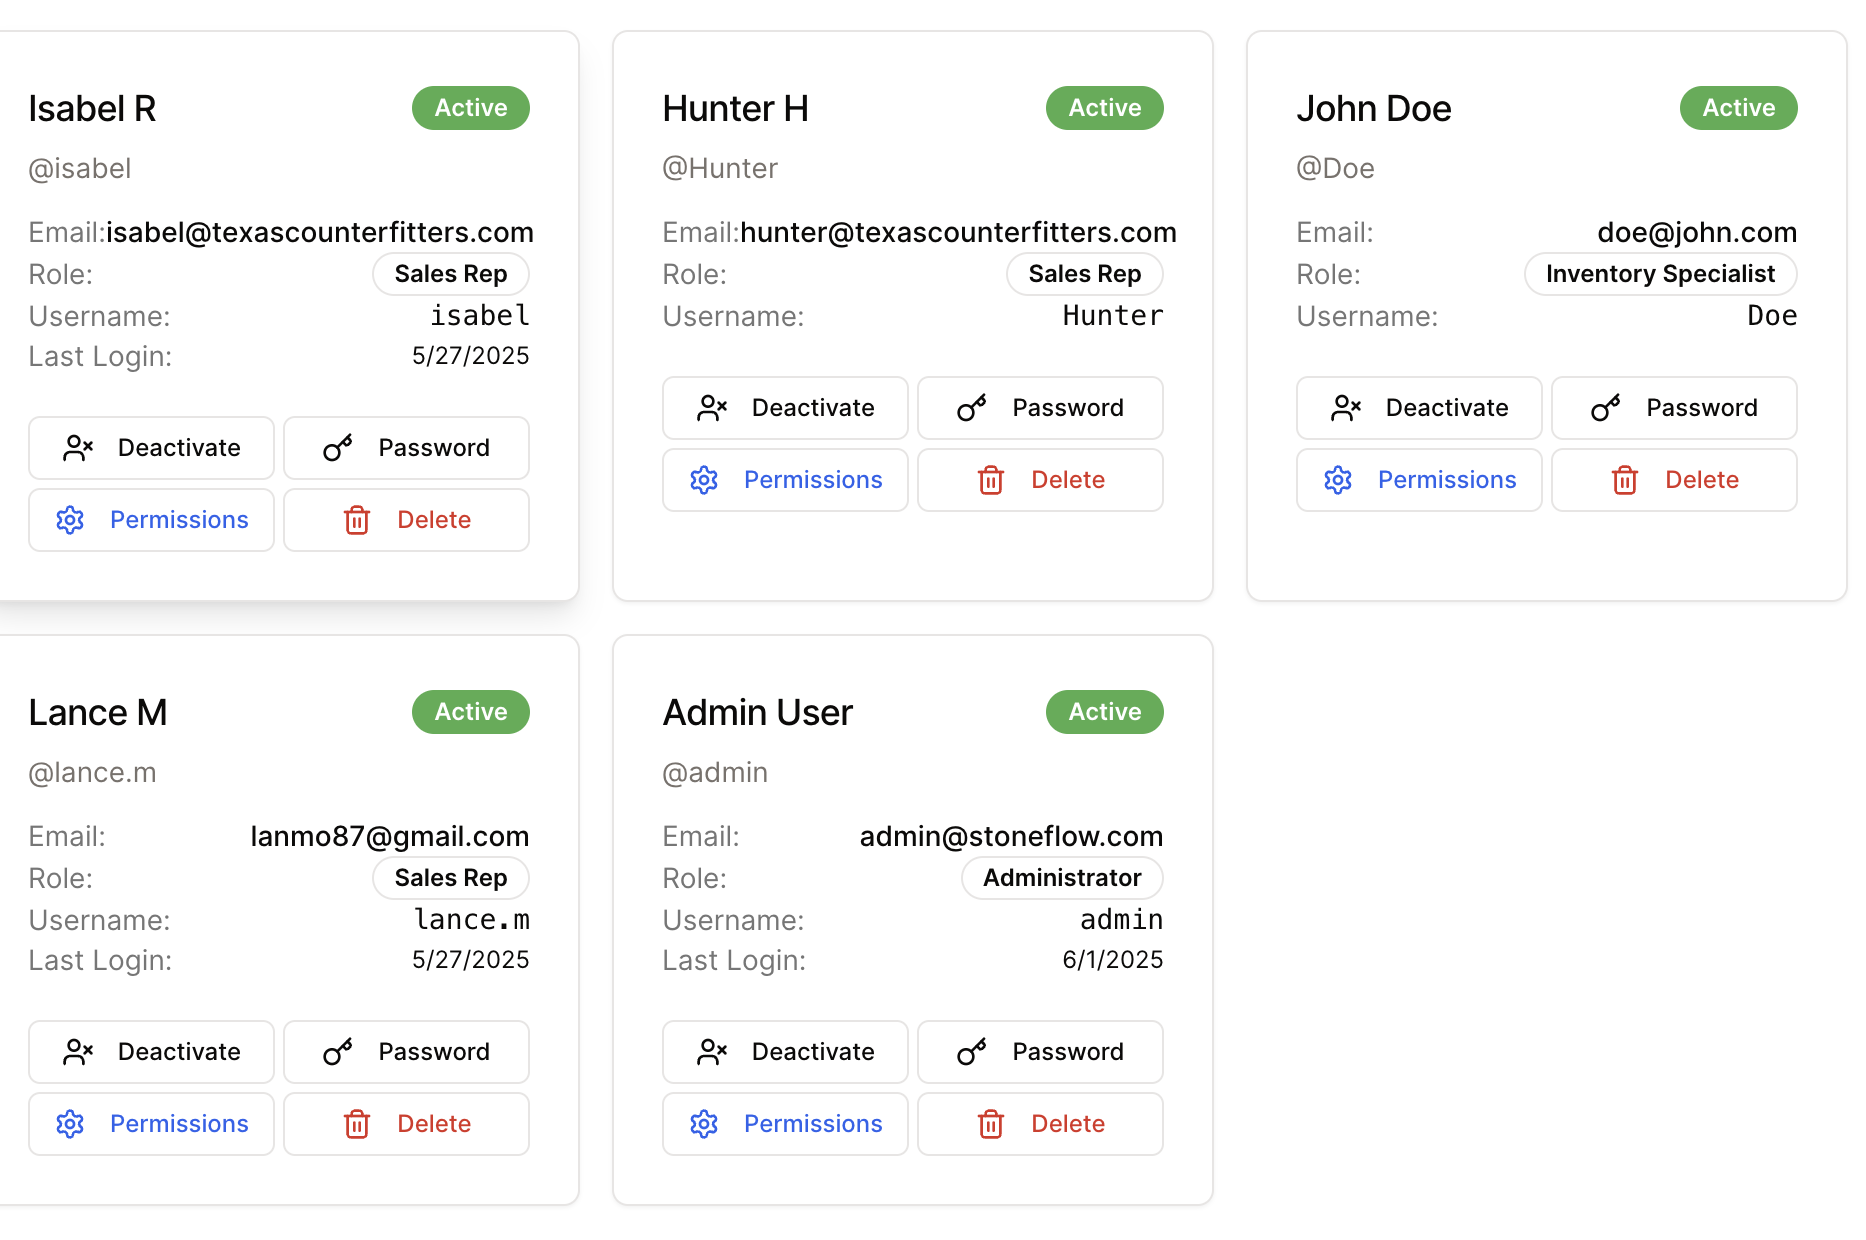 Isabel R
Active
@isabel
Email:isabel@texascounterfitters.com
Role: Sales Rep
Username: isabel
Last Login: 5/27/2025
Deactivate
Password
Permissions
Delete
Hunter H
Active
@Hunter
Email:hunter@texascounterfitters.com
Role: Sales Rep
Username: Hunter
Deactivate
Password
Permissions
Delete
John Doe
Active
@Doe
Email: doe@john.com
Role: Inventory Specialist
Username: Doe
Deactivate
Password
Permissions
Delete
Lance M
Active
@lance.m
Email: lanmo87@gmail.com
Role: Sales Rep
Username: lance.m
Last Login: 5/27/2025
Deactivate
Password
Permissions
Delete
Admin User
Active
@admin
Email: admin@stoneflow.com
Role: Administrator
Username: admin
Last Login: 6/1/2025
Deactivate
Password
Permissions
Delete